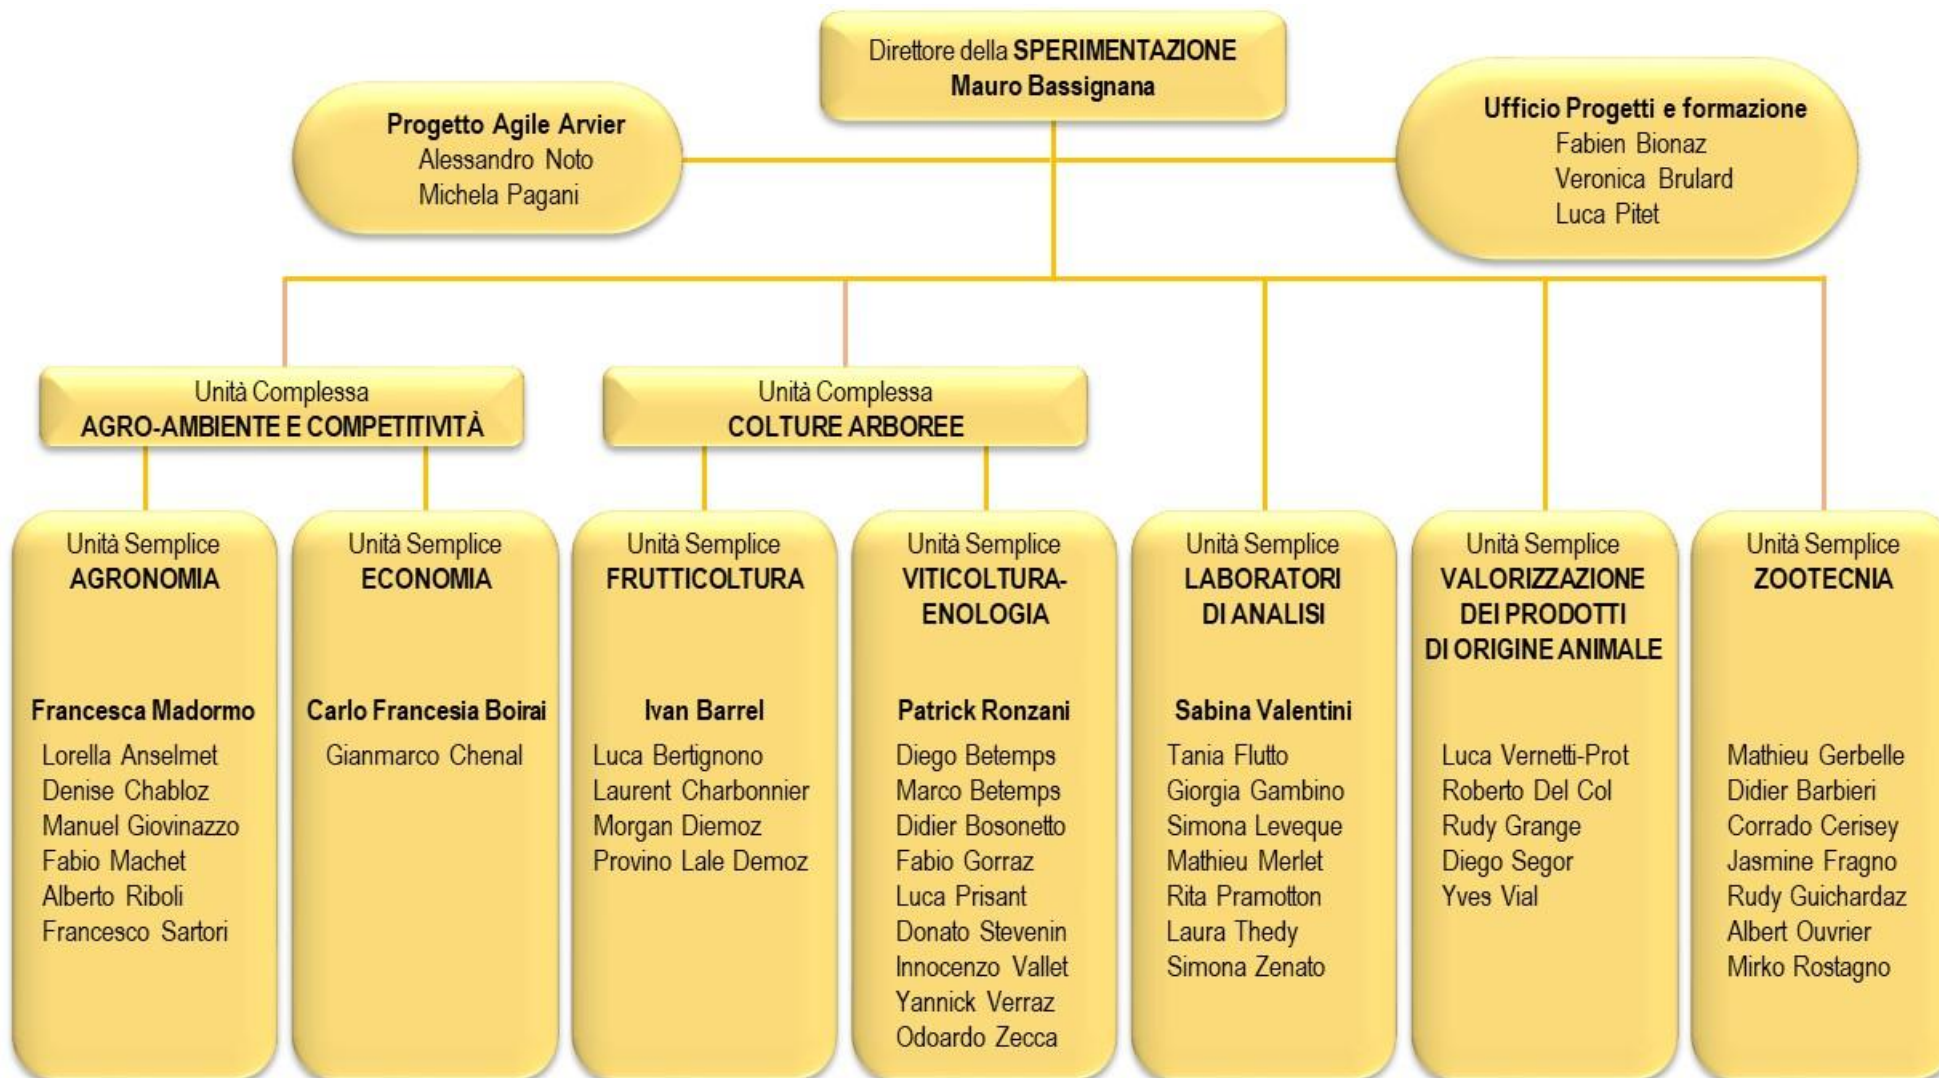 Direttore della SPERIMENTAZIONE
Mauro Bassignana
Progetto Agile Arvier
Alessandro Noto
Michela Pagani
Ufficio Progetti e formazione
Fabien Bionaz
Veronica Brulard
Luca Pitet
Unità Complessa
AGRO-AMBIENTE E COMPETITIVITÀ
Unità Complessa
COLTURE ARBOREE
Unità Semplice
AGRONOMIA
Francesca Madormo
Lorella Anselmet
Denise Chabloz
Manuel Giovinazzo
Fabio Machet
Alberto Riboli
Francesco Sartori
Unità Semplice
ECONOMIA
Carlo Francesia Boirai
Gianmarco Chenal
Unità Semplice
FRUTTICOLTURA
Ivan Barrel
Luca Bertignono
Laurent Charbonnier
Morgan Diemoz
Provino Lale Demoz
Unità Semplice
VITICOLTURA-
ENOLOGIA
Patrick Ronzani
Diego Betemps
Marco Betemps
Didier Bosonetto
Fabio Gorraz
Luca Prisant
Donato Stevenin
Innocenzo Vallet
Yannick Verraz
Odoardo Zecca
Unità Semplice
LABORATORI
DI ANALISI
Sabina Valentini
Tania Flutto
Giorgia Gambino
Simona Leveque
Mathieu Merlet
Rita Pramotton
Laura Thedy
Simona Zenato
Unità Semplice
VALORIZZAZIONE
DEI PRODOTTI
DI ORIGINE ANIMALE
Luca Vernetti-Prot
Roberto Del Col
Rudy Grange
Diego Segor
Yves Vial
Unità Semplice
ZOOTECNIA
Mathieu Gerbelle
Didier Barbieri
Corrado Cerisey
Jasmine Fragno
Rudy Guichardaz
Albert Ouvrier
Mirko Rostagno